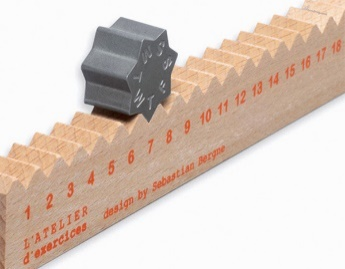 1 2 3 4 5 6 7 8 9 10 11 12 13 14 15 16 17 18
L'ATELIER
d'exercices
design by Sebastian Bergne